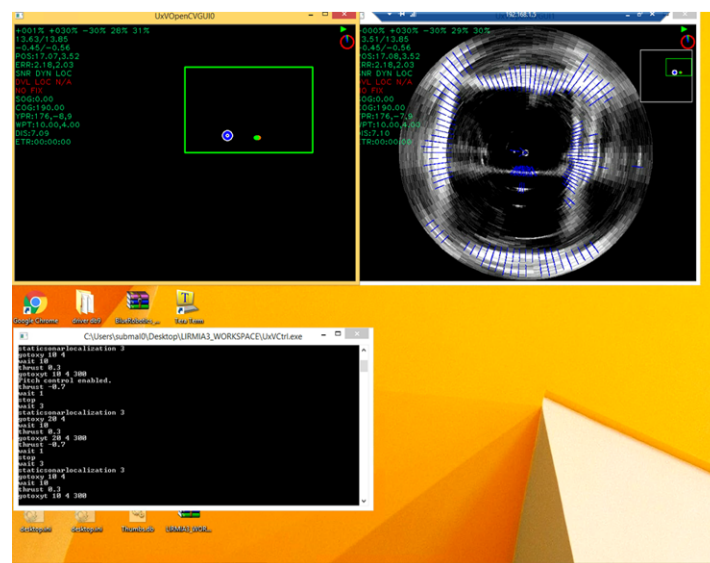 UxVOpenCVGUI0
+001% +030% -30% 28% 31%
13.63/13.85
-0.45/-0.56
POS:17.07,3.52
ERR:2.18,2.03
SNR DYN LOC
DVL LOC N/A
NO FIX
SOG:0.00
COG:190.00
YPR:176,-8,9
WPT:10.00,4.00
DIS:7.09
ETR:00:00:00
192.168.1.5
+000% +030% -30% 29% 30%
13.51/13.85
-0.45/-0.56
POS:17.08,3.52
ERR:2.18,2.03
SNR DYN LOC
DVL LOC N/A
NO FIX
SOG:0.00
COG:190.00
YPR:176,-7,9
WPT:10.00,4.00
DIS:7.10
ETR:00:00:00
Google Chrome
Tera Term
C:\Users\submal0\Desktop\LIRMIA3_WORKSPACE\UxVCtrl.exe
staticsonarlocalization 3
gotoxy 10 4
wait 10
thrust 0.3
gotoxyt 10 4 300
Pitch control enabled.
thrust -0.7
wait 1
stop
wait 3
staticsonarlocalization 3
gotoxy 20 4
wait 10
thrust 0.3
gotoxyt 20 4 300
thrust -0.7
wait 1
stop
wait 3
staticsonarlocalization 3
gotoxy 10 4
wait 10
thrust 0.3
gotoxyt 10 4 300
desktop.ini
desktop.ini
Thumbs.db
LIRMIA3_WOR...